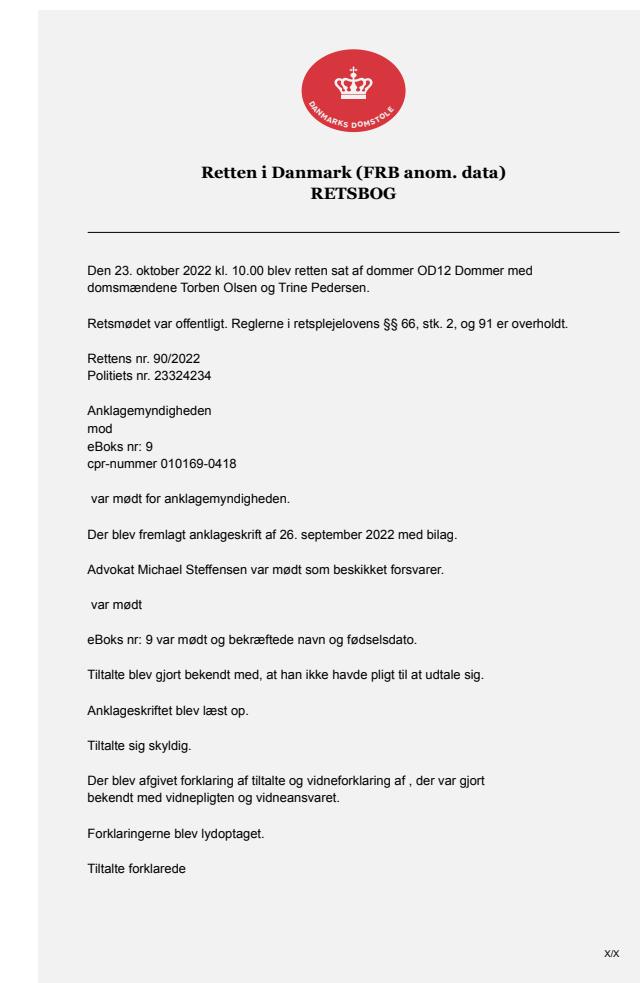 DANMARKS DOMSTOLE
Retten i Danmark (FRB anom. data)
RETSBOG
Den 23. oktober 2022 kl. 10.00 blev retten sat af dommer OD12 Dommer med
domsmændene Torben Olsen og Trine Pedersen.
Retsmødet var offentligt. Reglerne i retsplejelovens §§ 66, stk. 2, og 91 er overholdt.
Rettens nr. 90/2022
Politiets nr. 23324234
Anklagemyndigheden
mod
eBoks nr: 9
cpr-nummer 010169-0418
var mødt for anklagemyndigheden.
Der blev fremlagt anklageskrift af 26. september 2022 med bilag.
Advokat Michael Steffensen var mødt som beskikket forsvarer.
var mødt
eBoks nr: 9 var mødt og bekræftede navn og fødselsdato.
Tiltalte blev gjort bekendt med, at han ikke havde pligt til at udtale sig.
Anklageskriftet blev læst op.
Tiltalte sig skyldig.
Der blev afgivet forklaring af tiltalte og vidneforklaring af , der var gjort
bekendt med vidnepligten og vidneansvaret.
Forklaringerne blev lydoptaget.
Tiltalte forklarede
X/X